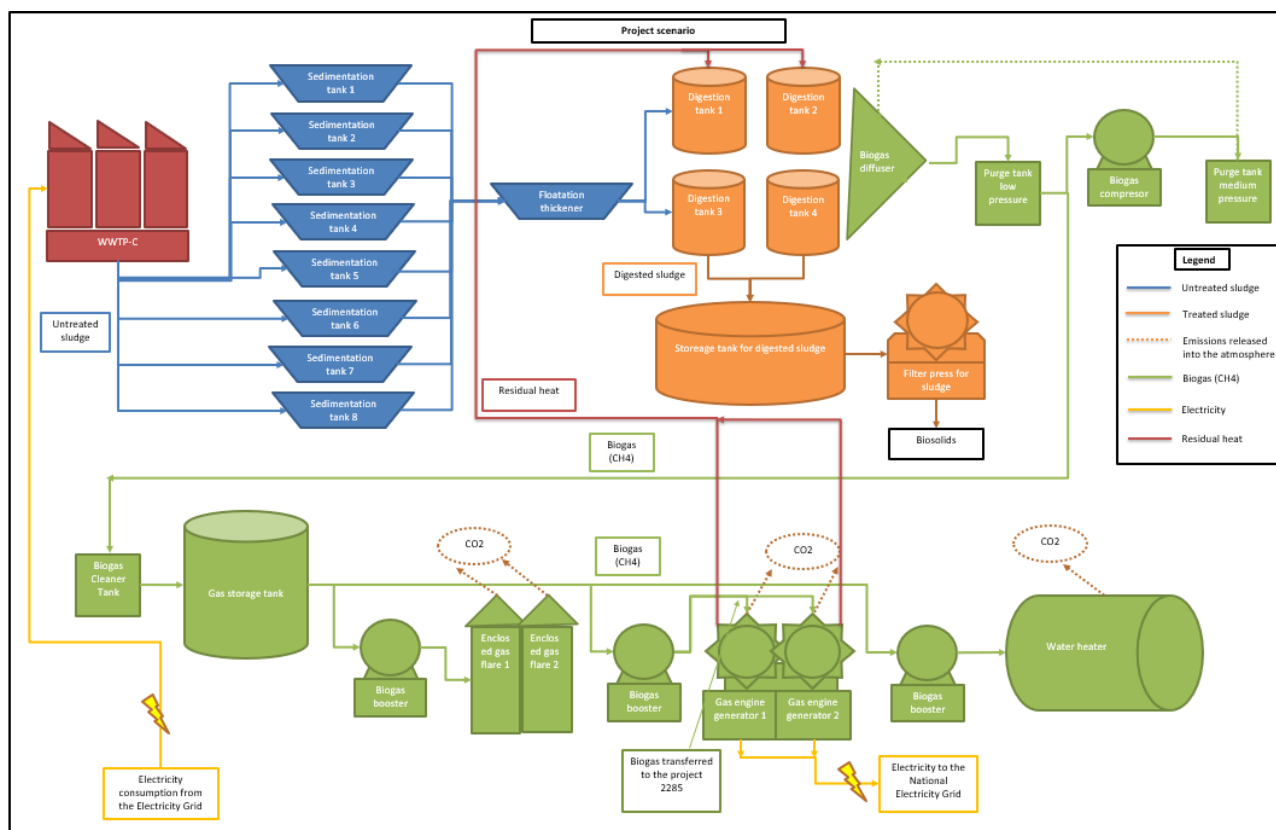 Project scenario
WWTP-C
Untreated
sludge
Sedimentation
tank 1
Sedimentation
tank 2
Sedimentation
tank 3
Sedimentation
tank 4
Sedimentation
tank 5
Sedimentation
tank 6
Sedimentation
tank 7
Sedimentation
tank 8
Floatation
thickener
Digestion
tank 1
Digestion
tank 2
Digestion
tank 3
Digestion
tank 4
Digested sludge
Storeage tank for digested sludge
Filter press for
sludge
Biosolids
Residual heat
Biogas
diffuser
Purge tank
low
pressure
Biogas
compresor
Purge tank
medium
pressure
Legend
Untreated sludge
Treated sludge
Emissions released
into the atmosphere
Biogas (CH4)
Electricity
Residual heat
Biogas
(CH4)
Biogas
Cleaner
Tank
Gas storage tank
Biogas
booster
CO2
Enclos
ed gas
flare 1
Enclos
ed gas
flare 2
Biogas
(CH4)
Biogas
booster
CO2
Gas engine
generator 1
Gas engine
generator 2
Biogas
booster
CO2
Water heater
Electricity
consumption from
the Electricity Grid
Biogas transferred
to the project
2285
Electricity to the
National
Electricity Grid